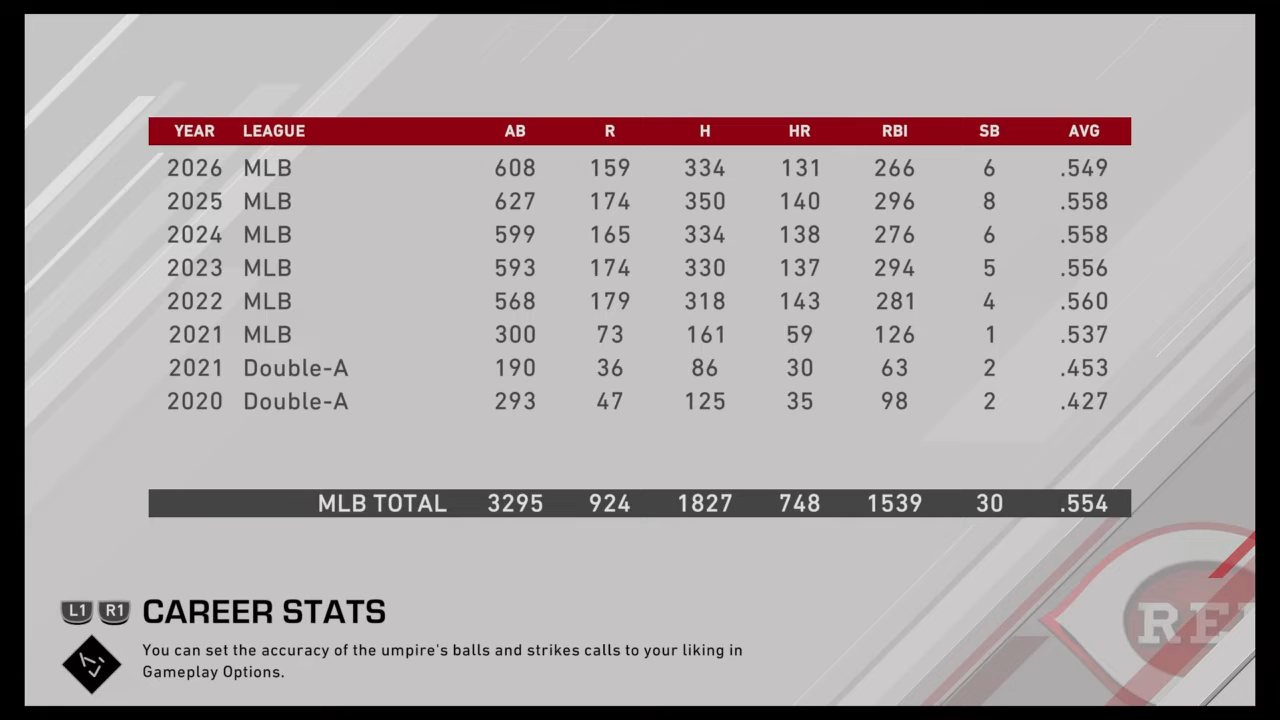 YEAR LEAGUE AB R H HR RBI SB AVG
2026 MLB 608 159 334 131 266 6 .549
2025 MLB 627 174 350 140 296 8 .558
2024 MLB 599 165 334 138 276 6 .558
2023 MLB 593 174 330 137 294 5 .556
2022 MLB 568 179 318 143 281 4 .560
2021 MLB 300 73 161 59 126 1 .537
2021 Double-A 190 36 86 30 63 2 .453
2020 Double-A 293 47 125 35 98 2 .427
MLB TOTAL 3295 924 1827 748 1539 30 .554
RE
L1 R1 CAREER STATS
You can set the accuracy of the umpire's balls and strikes calls to your liking in
Gameplay Options.